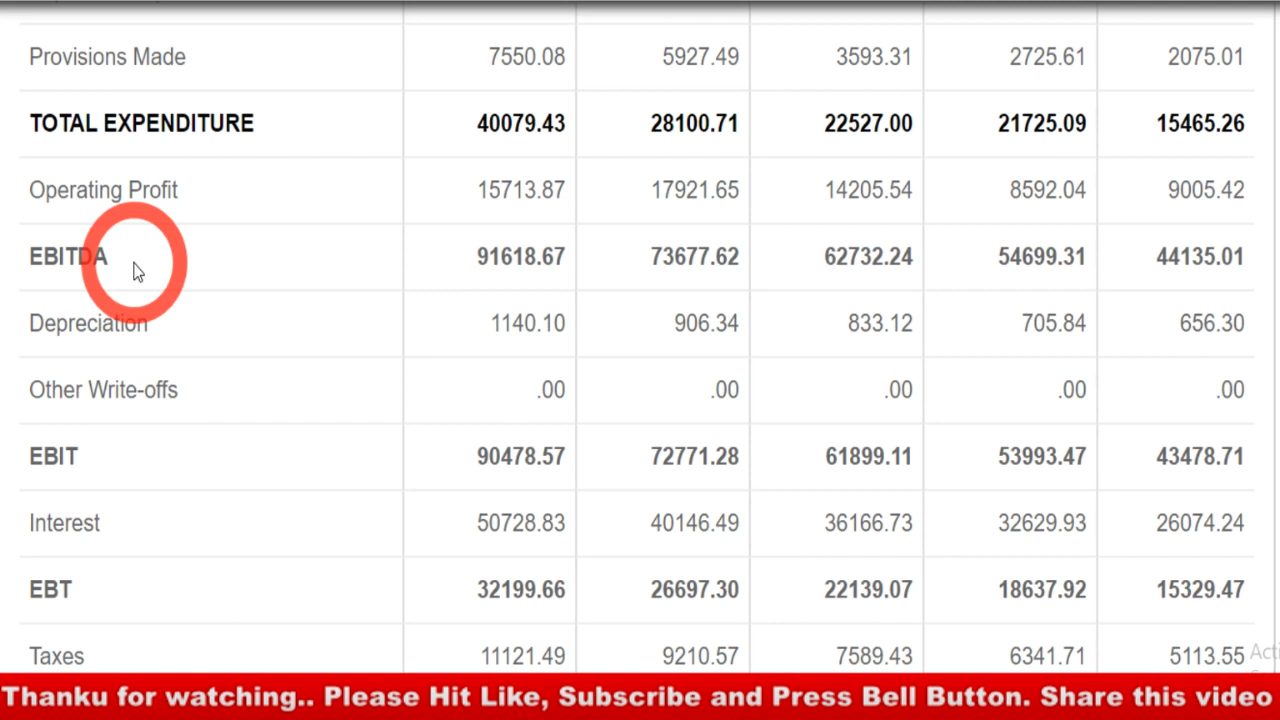 Provisions Made 7550.08 5927.49 3593.31 2725.61 2075.01
TOTAL EXPENDITURE 40079.43 28100.71 22527.00 21725.09 15465.26
Operating Profit 15713.87 17921.65 14205.54 8592.04 9005.42
EBITDA 91618.67 73677.62 62732.24 54699.31 44135.01
Depreciation 1140.10 906.34 833.12 705.84 656.30
Other Write-offs .00 .00 .00 .00 .00
EBIT 90478.57 72771.28 61899.11 53993.47 43478.71
Interest 50728.83 40146.49 36166.73 32629.93 26074.24
EBT 32199.66 26697.30 22139.07 18637.92 15329.47
Taxes 11121.49 9210.57 7589.43 6341.71 5113.55
Thanku for watching.. Please Hit Like, Subscribe and Press Bell Button. Share this video